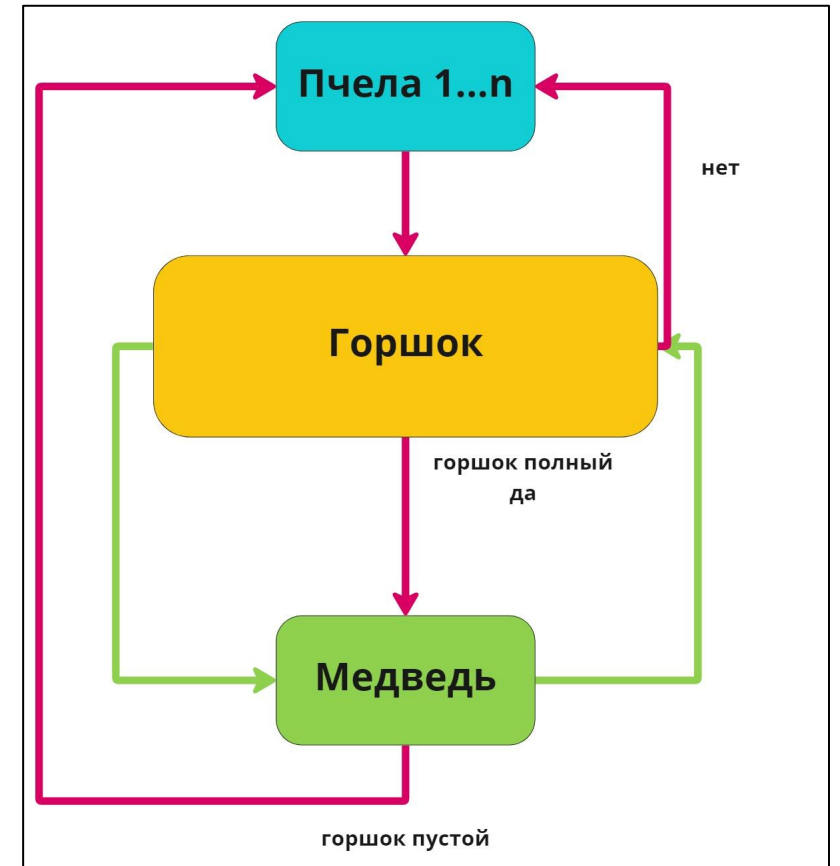 Пчела 1...n
нет
Горшок
горшок полный
да
Медведь
горшок пустой